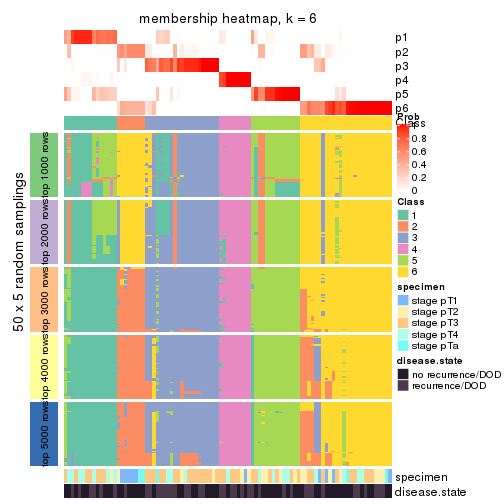 membership heatmap, k = 6
p1
p2
p3
p4
p5
p6
Class
Prob
1
0.8
0.6
0.4
0.2
0
Class
1
2
3
4
5
6
specimen
stage pT1
stage pT2
stage pT3
stage pT4
stage pTa
disease.state
no recurrence/DOD
recurrence/DOD
50 x 5 random samplings
top 1000 rows
top 2000 rows
top 3000 rows
top 4000 rows
top 5000 rows
specimen
disease.state